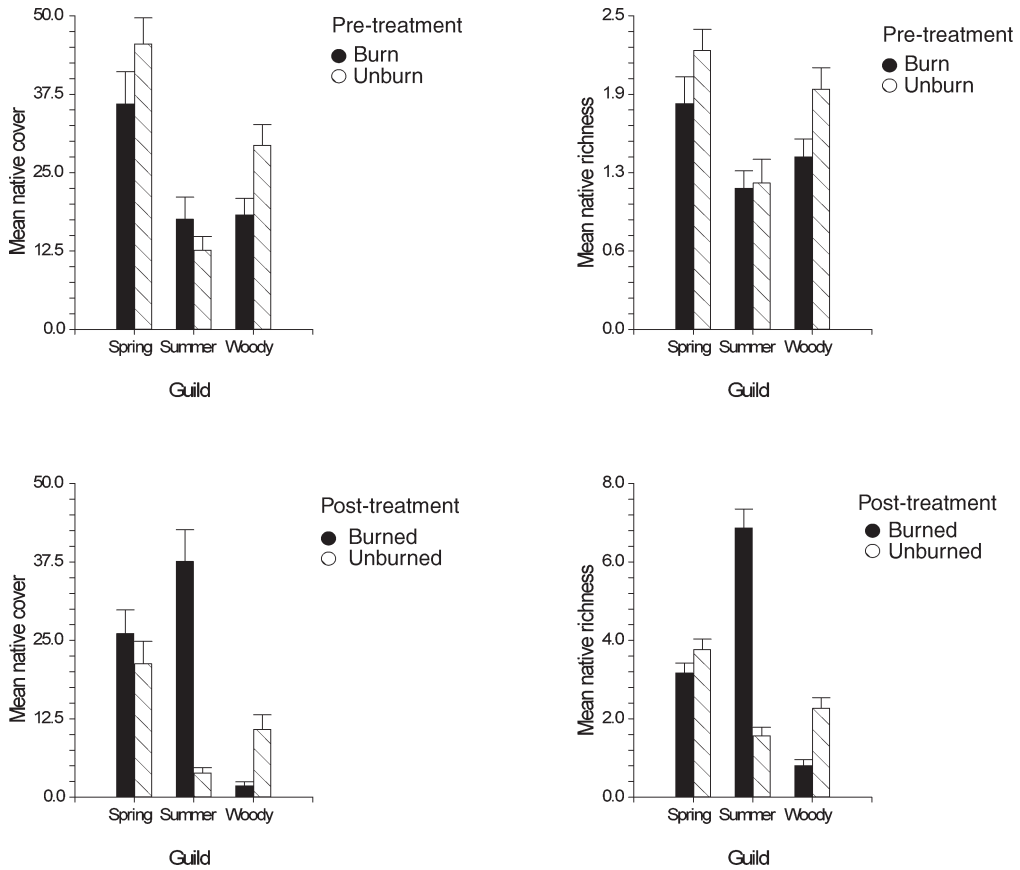 Pre-treatment
Burn
Unburn
Mean native cover
50.0
37.5
25.0
12.5
0.0
Spring Summer Woody
Guild
Pre-treatment
Burn
Unburn
Mean native richness
2.5
1.9
1.3
0.6
0.0
Spring Summer Woody
Guild
Post-treatment
Burned
Unburned
Mean native cover
50.0
37.5
25.0
12.5
0.0
Spring Summer Woody
Guild
Post-treatment
Burned
Unburned
Mean native richness
8.0
6.0
4.0
2.0
0.0
Spring Summer Woody
Guild